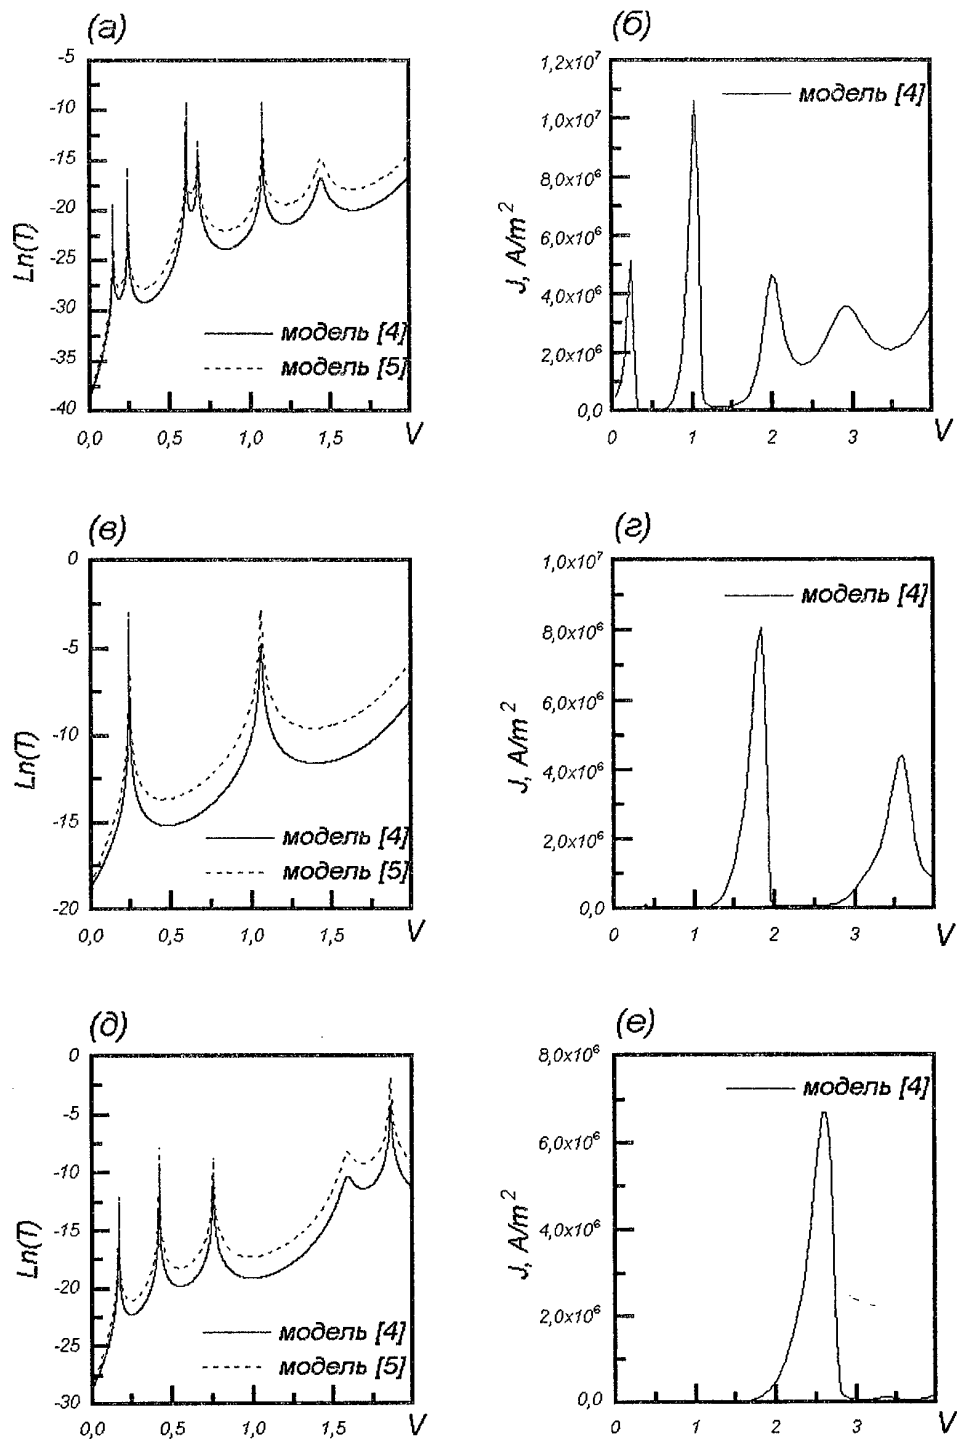 (а)
-5
-10
-15
-20
-25
-30
-35
-40
Ln(T)
модель [4]
модель [5]
0,0 0,5 1,0 1,5 V
(б)
1,2x10⁷
1,0x10⁷
8,0x10⁶
6,0x10⁶
4,0x10⁶
2,0x10⁶
0,0
J, A/m²
модель [4]
0 1 2 3 V
(в)
0
-5
-10
-15
-20
Ln(T)
модель [4]
модель [5]
0,0 0,5 1,0 1,5 V
(г)
1,0x10⁷
8,0x10⁶
6,0x10⁶
4,0x10⁶
2,0x10⁶
0,0
J, A/m²
модель [4]
0 1 2 3 V
(д)
0
-5
-10
-15
-20
-25
-30
Ln(T)
модель [4]
модель [5]
0,0 0,5 1,0 1,5 V
(е)
8,0x10⁶
6,0x10⁶
4,0x10⁶
2,0x10⁶
0,0
J, A/m²
модель [4]
0 1 2 3 V